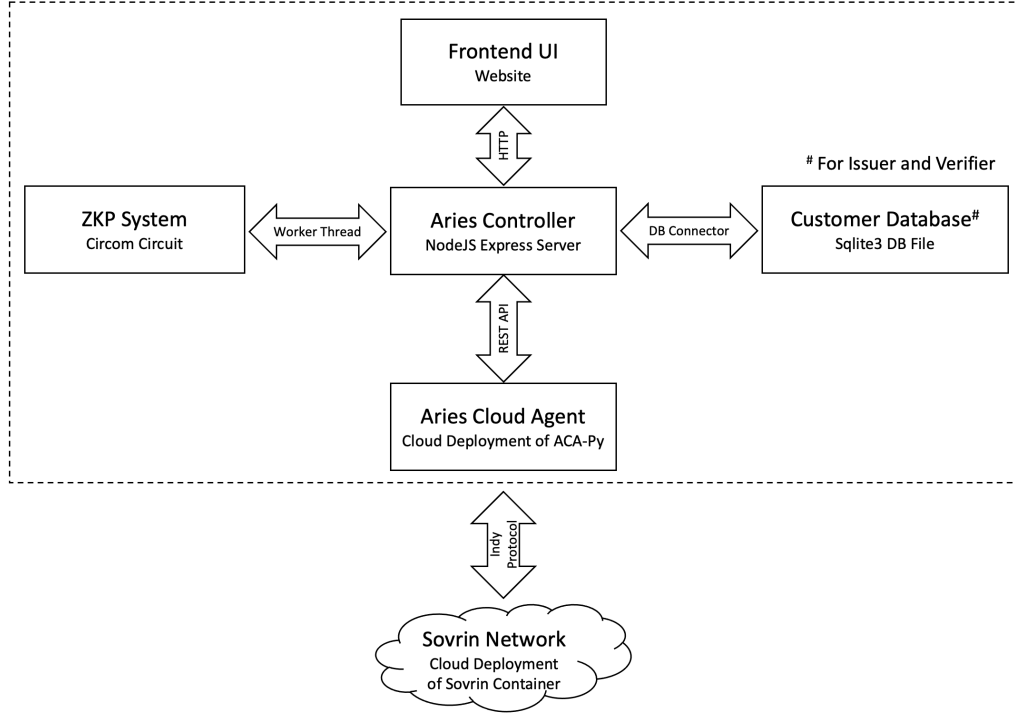 Frontend UI
Website
HTTP
# For Issuer and Verifier
ZKP System
Circom Circuit
Worker Thread
Aries Controller
NodeJS Express Server
DB Connector
Customer Database#
Sqlite3 DB File
REST API
Aries Cloud Agent
Cloud Deployment of ACA-Py
Indy
Protocol
Sovrin Network
Cloud Deployment
of Sovrin Container